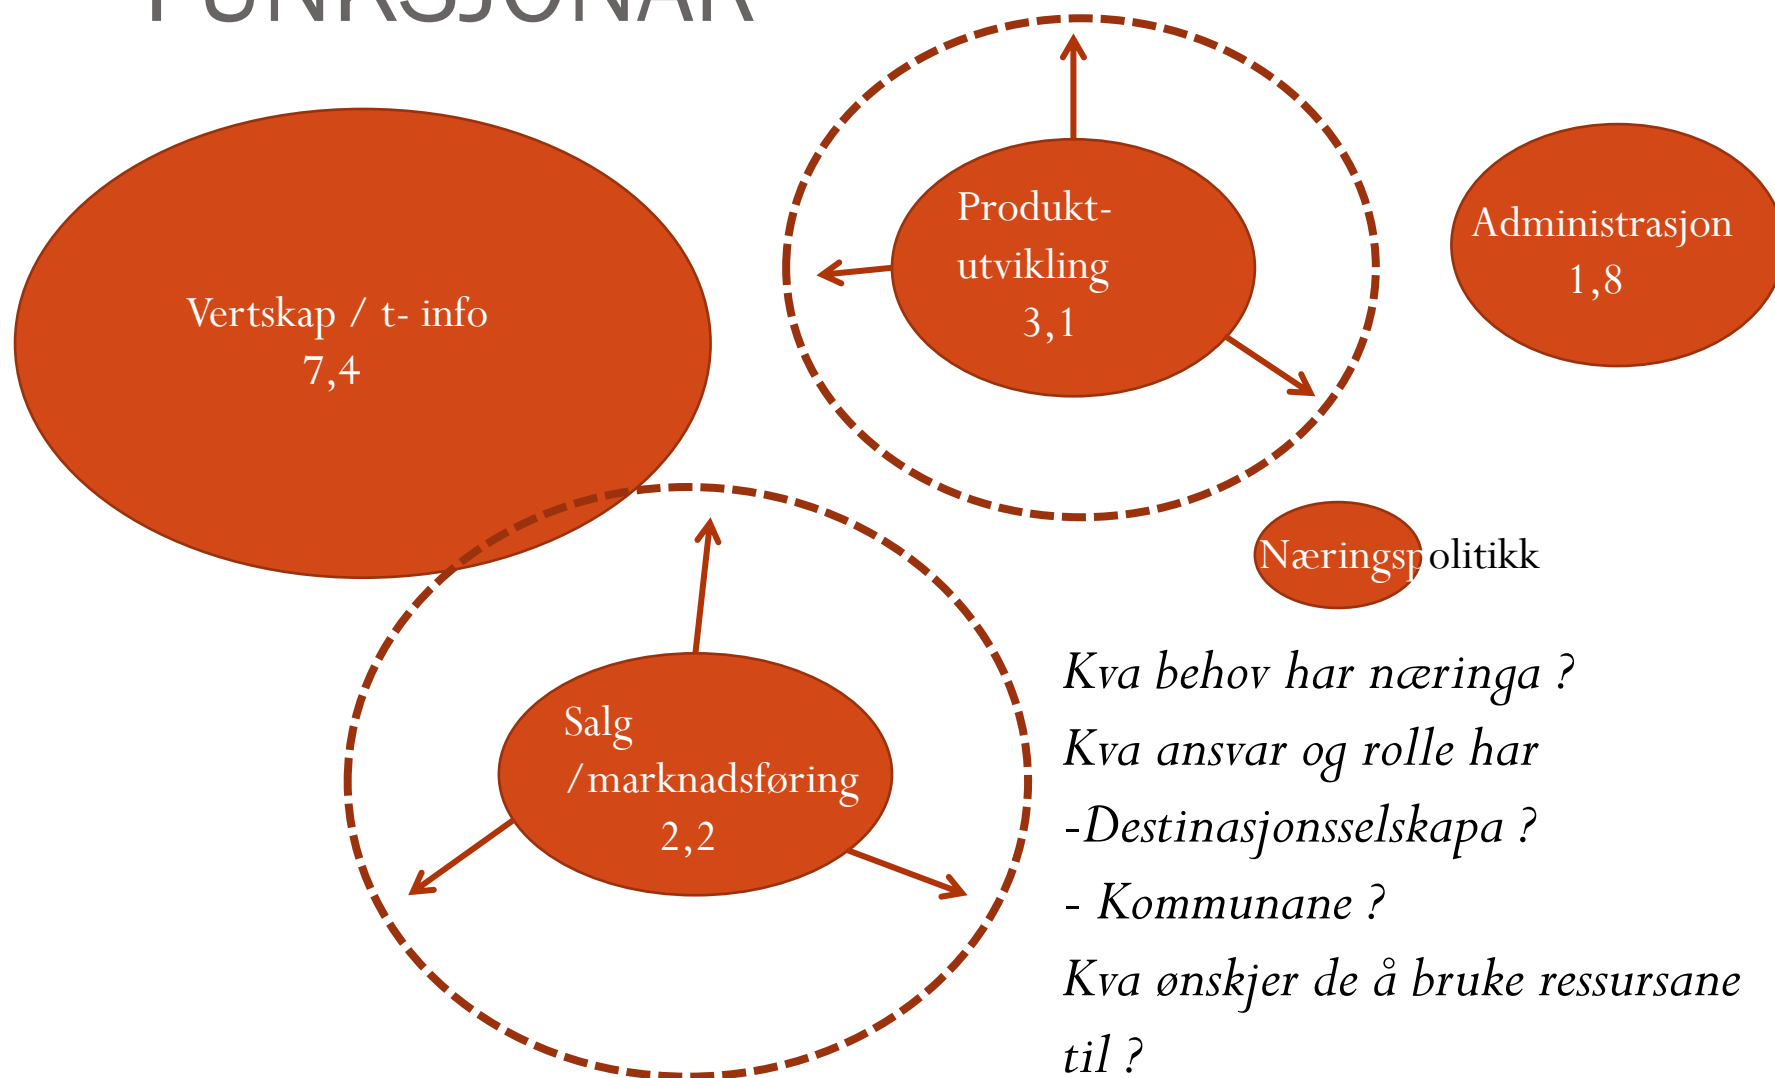 FUNKSJONAR
Vertskap / t- info
7,4
Produkt-
utvikling
3,1
Administrasjon
1,8
Næringspolitikk
Salg
/marknadsføring
2,2
Kva behov har næringa ?
Kva ansvar og rolle har
-Destinasjonsselskapa ?
- Kommunane ?
Kva ønskjer de å bruke ressursane
til ?